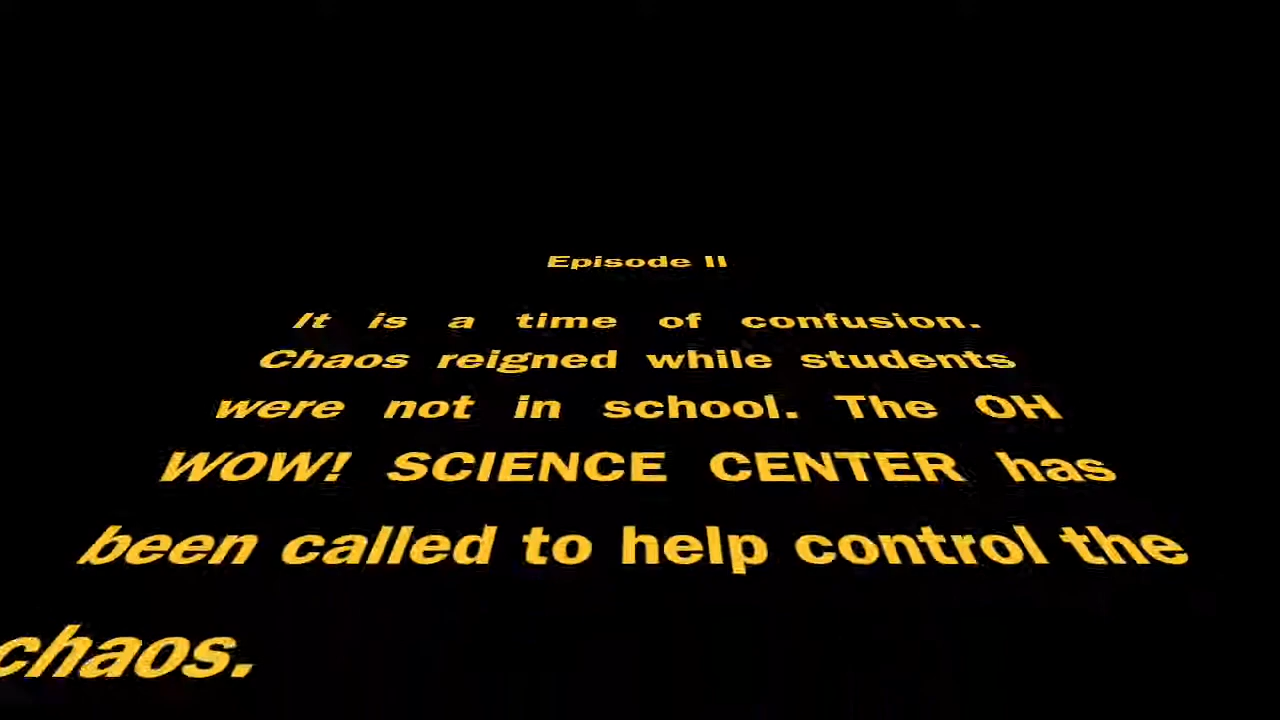 Episode II
It is a time of confusion.
Chaos reigned while students
were not in school. The OH
WOW! SCIENCE CENTER has
been called to help control the
chaos.